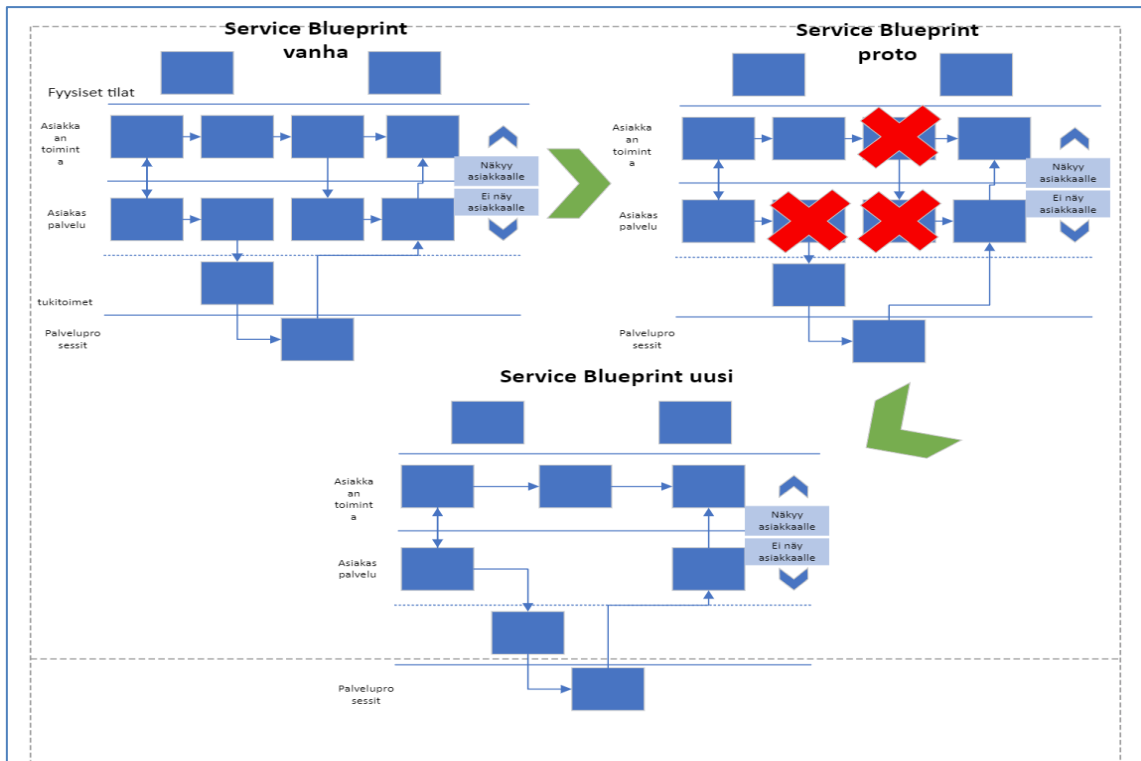 Service Blueprint
vanha
Fyysiset tilat
Asiakka
an
toimint
a
Näkyy
asiakkaalle
Ei näy
asiakkaalle
Asiakas
palvelu
tukitoimet
Palvelupro
sessit
Service Blueprint
proto
Asiakka
an
toimint
a
Näkyy
asiakkaalle
Ei näy
asiakkaalle
Asiakas
palvelu
Palvelupro
sessit
Service Blueprint uusi
Asiakka
an
toimint
a
Näkyy
asiakkaalle
Ei näy
asiakkaalle
Asiakas
palvelu
Palvelupro
sessit